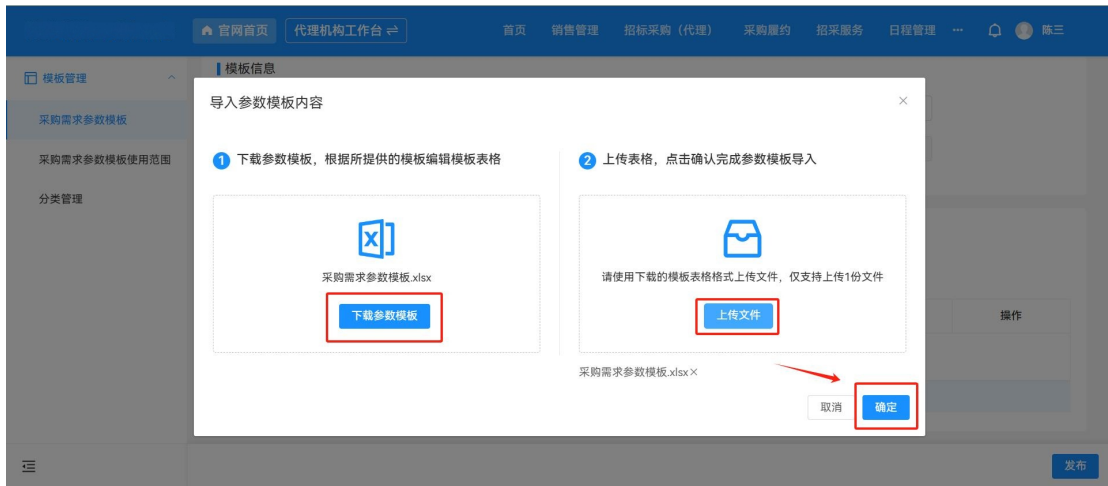 官网首页 代理机构工作台 ⇌ 首页 销售管理 招标采购（代理） 采购履约 招采服务 日程管理 ... 陈三
模板管理
采购需求参数模板
采购需求参数模板使用范围
分类管理
模板信息
导入参数模板内容 ×
1 下载参数模板，根据所提供的模板编辑模板表格
采购需求参数模板.xlsx
下载参数模板
2 上传表格，点击确认完成参数模板导入
请使用下载的模板表格格式上传文件，仅支持上传1份文件
上传文件
采购需求参数模板.xlsx×
取消 确定
操作
发布